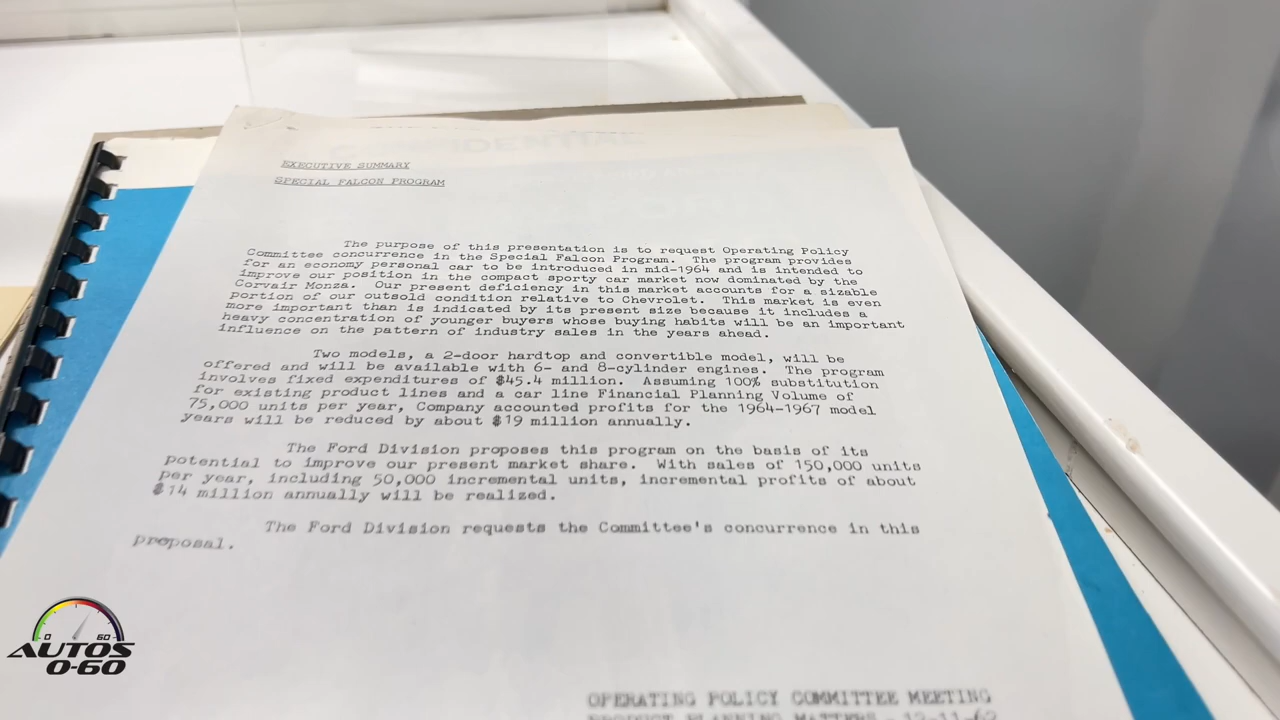 EXECUTIVE SUMMARY
SPECIAL FALCON PROGRAM
The purpose of this presentation is to request Operating Policy
Committee concurrence in the Special Falcon Program. The program provides
for an economy personal car to be introduced in mid-1964 and is intended to
improve our position in the compact sporty car market now dominated by the
Corvair Monza. Our present deficiency in this market accounts for a sizable
portion of our outsold condition relative to Chevrolet. This market is even
more important than is indicated by its present size because it includes a
heavy concentration of younger buyers whose buying habits will be an important
influence on the pattern of industry sales in the years ahead.
Two models, a 2-door hardtop and convertible model, will be
offered and will be available with 6- and 8-cylinder engines. The program
involves fixed expenditures of $45.4 million. Assuming 100% substitution
for existing product lines and a car line Financial Planning Volume of
75,000 units per year, Company accounted profits for the 1964-1967 model
years will be reduced by about $19 million annually.
The Ford Division proposes this program on the basis of its
potential to improve our present market share. With sales of 150,000 units
per year, including 50,000 incremental units, incremental profits of about
$14 million annually will be realized.
The Ford Division requests the Committee's concurrence in this
proposal.
OPERATING POLICY COMMITTEE MEETING
PRODUCT PLANNING MATTERS - 12-11-62
0 60
AUTOS
0-60